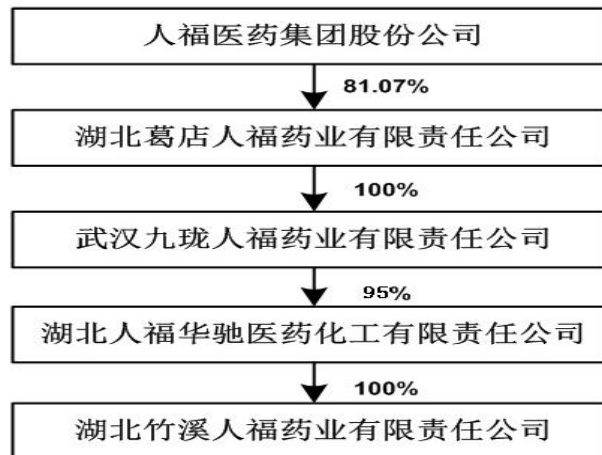 人福医药集团股份公司
81.07%
湖北葛店人福药业有限责任公司
100%
武汉九珑人福药业有限责任公司
95%
湖北人福华驰医药化工有限责任公司
100%
湖北竹溪人福药业有限责任公司